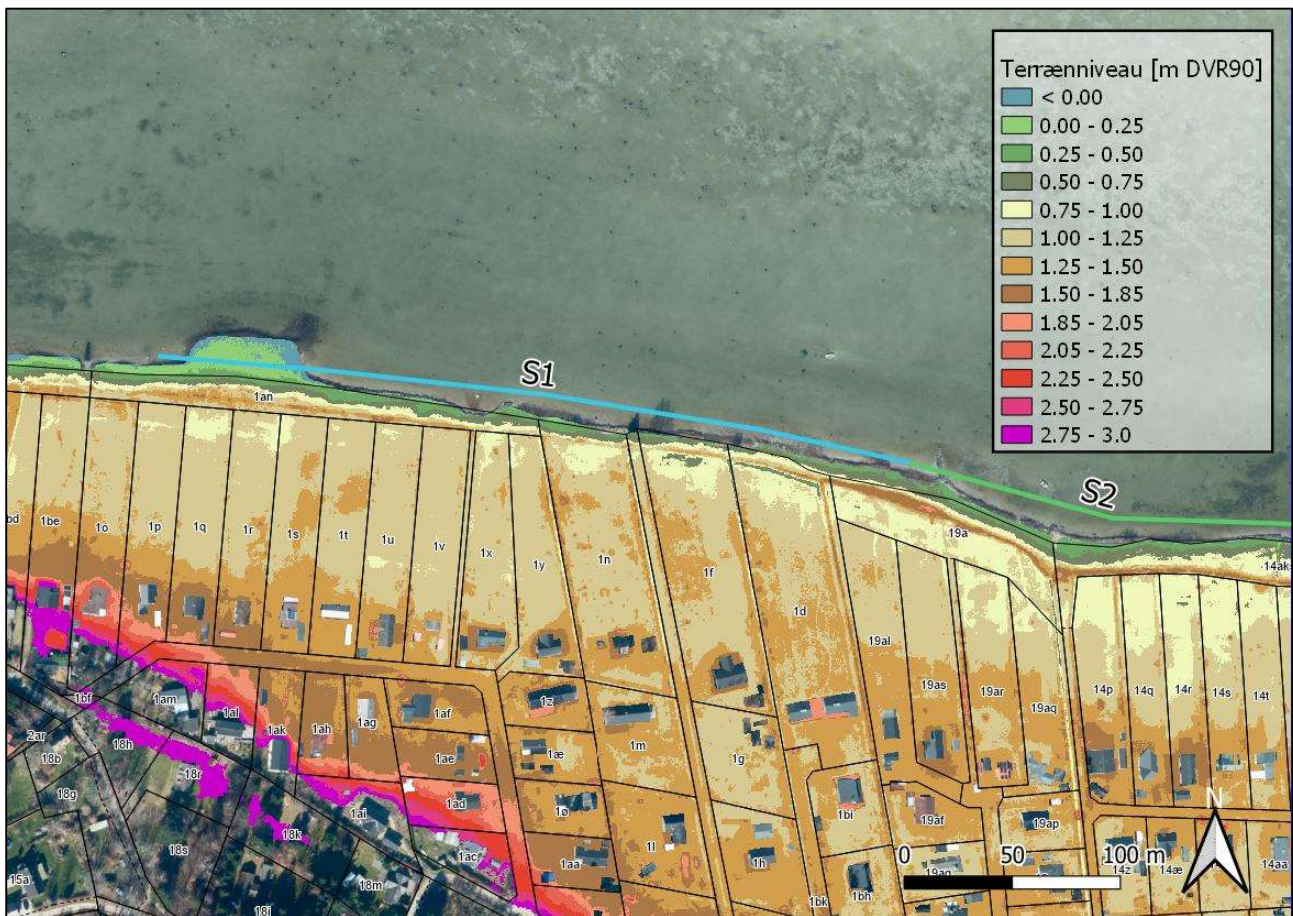 Terrænniveau [m DVR90]
< 0.00
0.00 - 0.25
0.25 - 0.50
0.50 - 0.75
0.75 - 1.00
1.00 - 1.25
1.25 - 1.50
1.50 - 1.85
1.85 - 2.05
2.05 - 2.25
2.25 - 2.50
2.50 - 2.75
2.75 - 3.0
S1
S2
1an
19a
14ak
bd
1be
1o
1p
1q
1r
1s
1t
1u
1v
1x
1y
1n
1f
1d
19al
19as
19ar
19aq
14p
14q
14r
14s
14t
1bf
1am
1al
1ak
1ah
1ag
1af
1z
1m
1g
2ar
18b
18h
18r
18g
1ae
1æ
1ad
1ø
1bi
19af
19ap
18k
1ai
18s
1ac
1aa
1l
1h
14z
14æ
14aa
15a
18m
18i
1bk
1bh
19ag
N
0 50 100 m